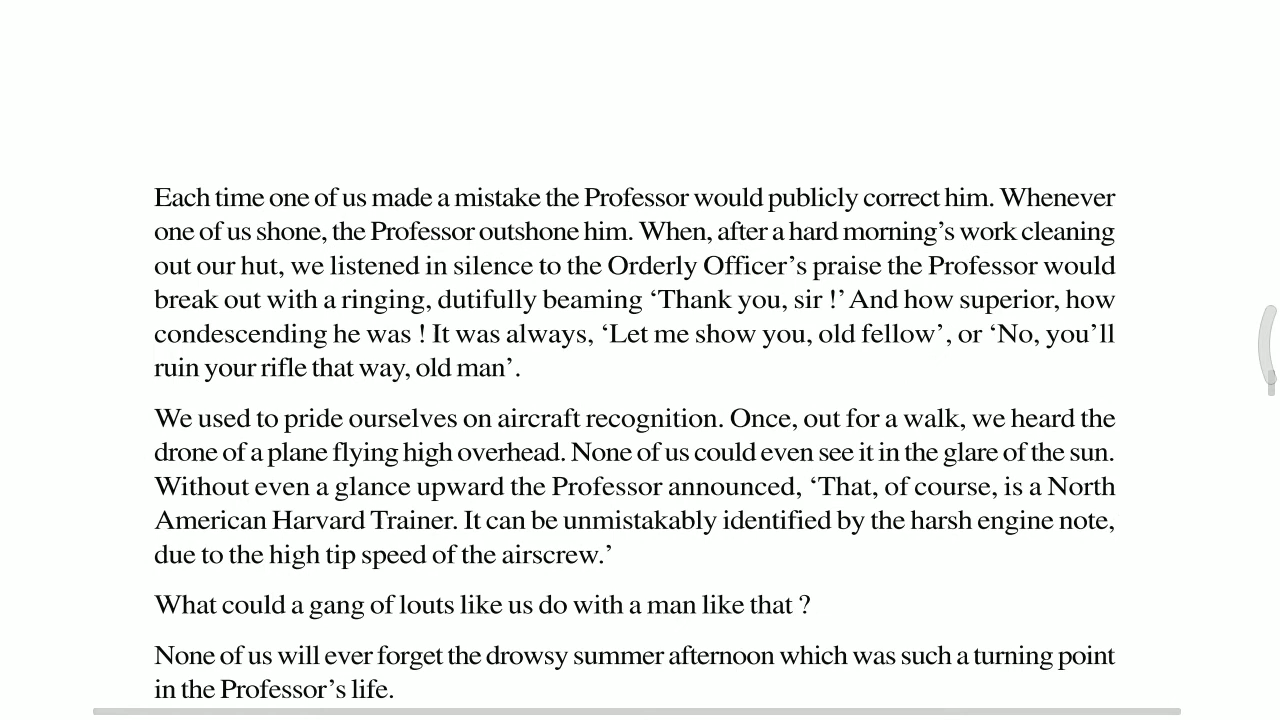 Each time one of us made a mistake the Professor would publicly correct him. Whenever
one of us shone, the Professor outshone him. When, after a hard morning’s work cleaning
out our hut, we listened in silence to the Orderly Officer’s praise the Professor would
break out with a ringing, dutifully beaming ‘Thank you, sir !’ And how superior, how
condescending he was ! It was always, ‘Let me show you, old fellow’, or ‘No, you’ll
ruin your rifle that way, old man’.
We used to pride ourselves on aircraft recognition. Once, out for a walk, we heard the
drone of a plane flying high overhead. None of us could even see it in the glare of the sun.
Without even a glance upward the Professor announced, ‘That, of course, is a North
American Harvard Trainer. It can be unmistakably identified by the harsh engine note,
due to the high tip speed of the airscrew.’
What could a gang of louts like us do with a man like that ?
None of us will ever forget the drowsy summer afternoon which was such a turning point
in the Professor’s life.